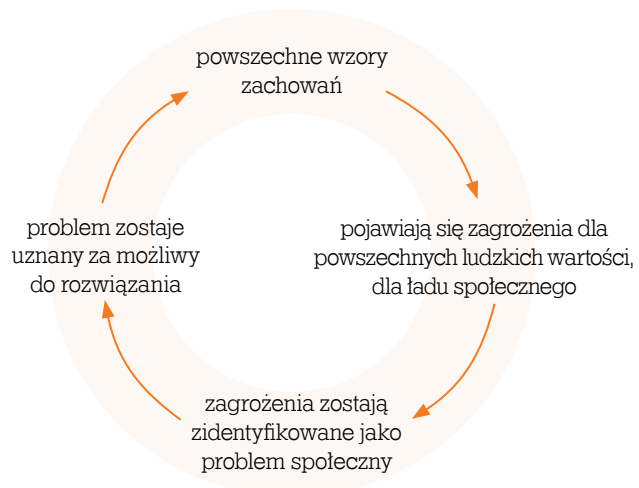 powszechne wzory
zachowań
pojawiają się zagrożenia dla
powszechnych ludzkich wartości,
dla ładu społecznego
zagrożenia zostają
zidentyfikowane jako
problem społeczny
problem zostaje
uznany za możliwy
do rozwiązania